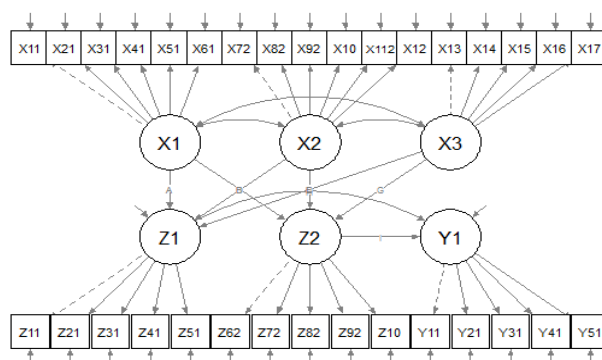 X11 X21 X31 X41 X51 X61 X72 X82 X92 X10 X112 X12 X13 X14 X15 X16 X17
X1 X2 X3
A B E G
Z1 Z2 Y1
Z11 Z21 Z31 Z41 Z51 Z62 Z72 Z82 Z92 Z10 Y11 Y21 Y31 Y41 Y51